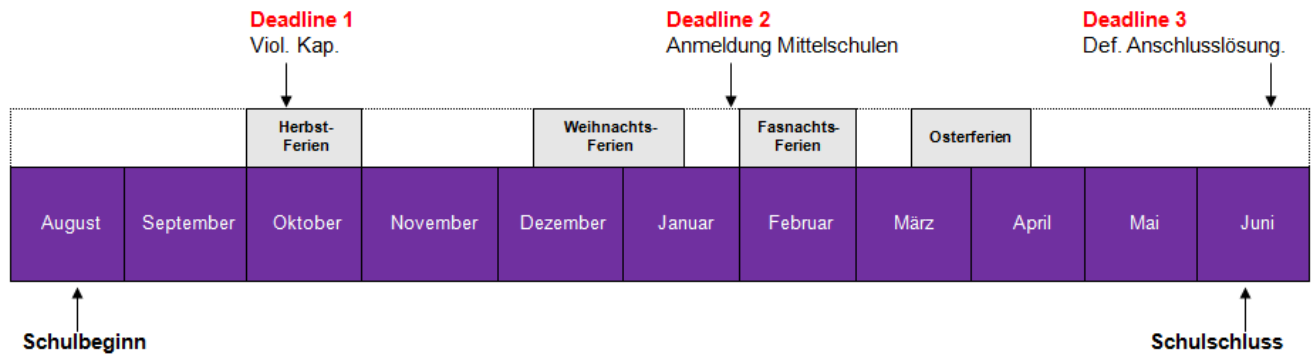 Deadline 1
Viol. Kap.
Deadline 2
Anmeldung Mittelschulen
Deadline 3
Def. Anschlusslösung.
Herbst-
Ferien
Weihnachts-
Ferien
Fasnachts-
Ferien
Osterferien
August
September
Oktober
November
Dezember
Januar
Februar
März
April
Mai
Juni
Schulbeginn
Schulschluss